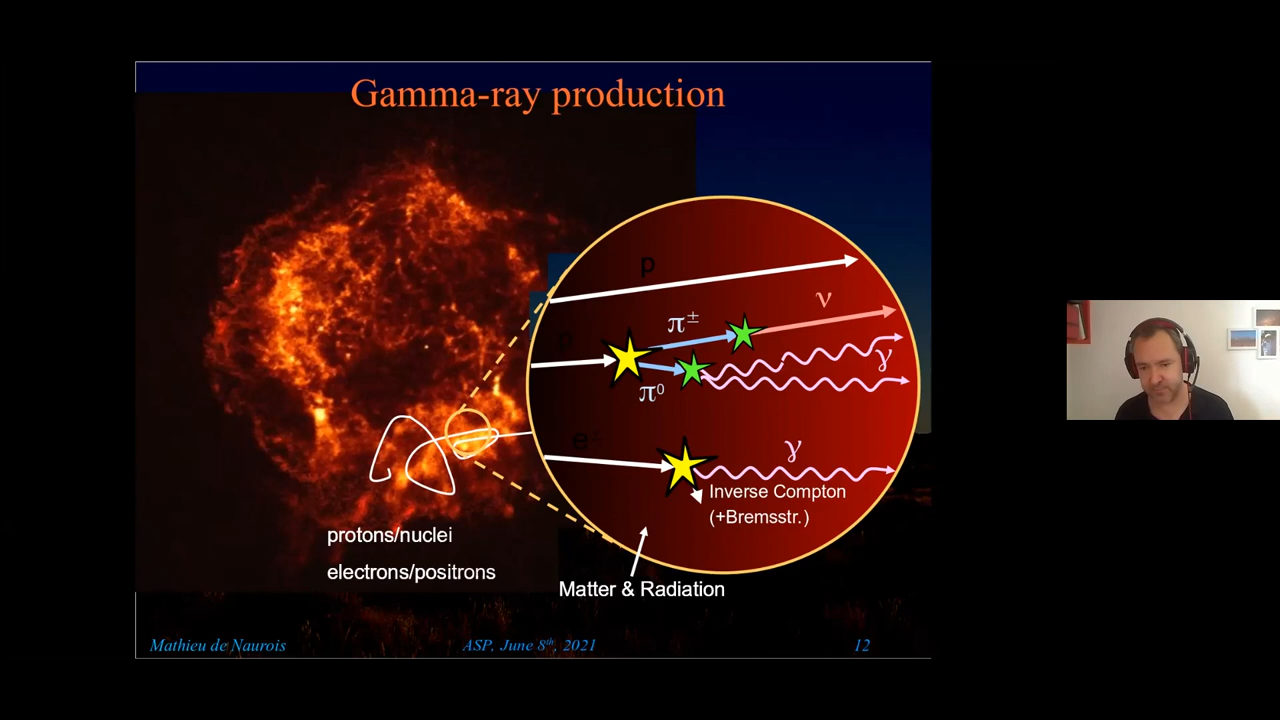 Gamma-ray production
p
ν
π±
p
γ
π⁰
e±
γ
Inverse Compton
(+Bremsstr.)
protons/nuclei
electrons/positrons
Matter & Radiation
Mathieu de Naurois
ASP, June 8th, 2021
12